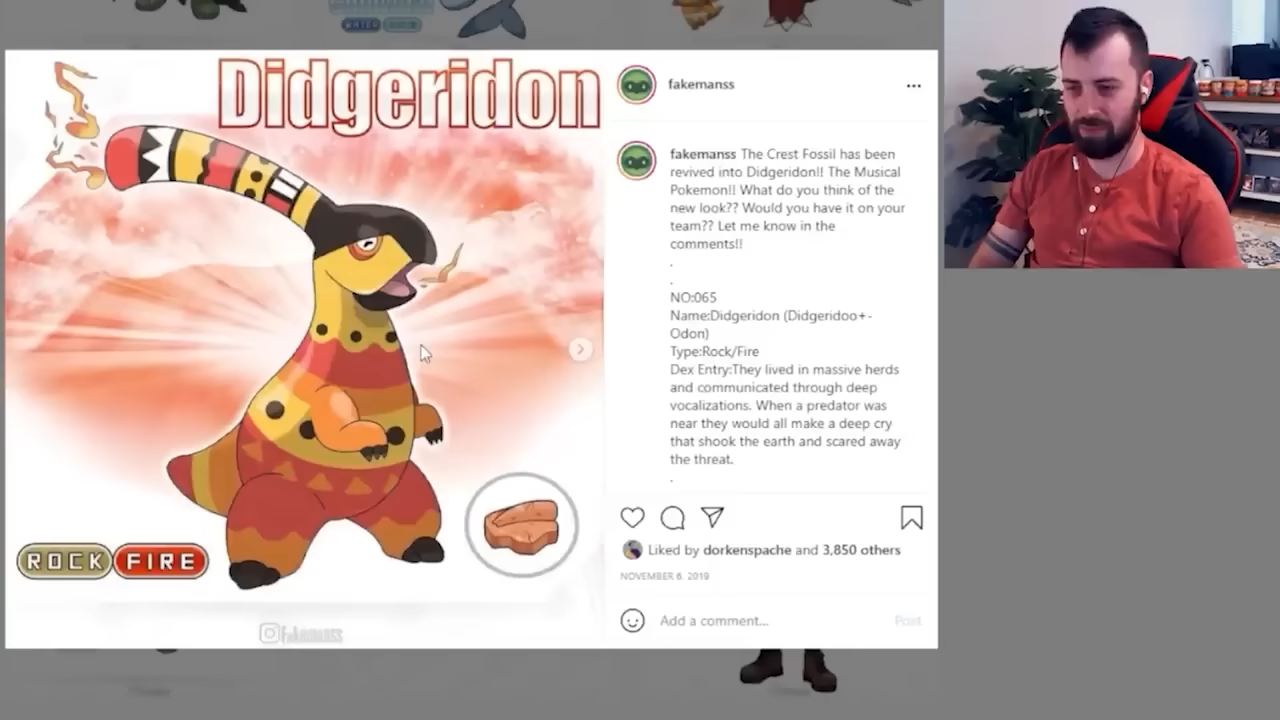 WATER
Didgeridon
ROCK FIRE
fakemanss
fakemanss
...
fakemanss The Crest Fossil has been
revived into Didgeridon!! The Musical
Pokemon!! What do you think of the
new look?? Would you have it on your
team?? Let me know in the
comments!!
.
.
NO:065
Name:Didgeridon (Didgeridoo+-
Odon)
Type:Rock/Fire
Dex Entry:They lived in massive herds
and communicated through deep
vocalizations. When a predator was
near they would all make a deep cry
that shook the earth and scared away
the threat.
.
Liked by dorkenspache and 3,850 others
NOVEMBER 6, 2019
Add a comment...
Post